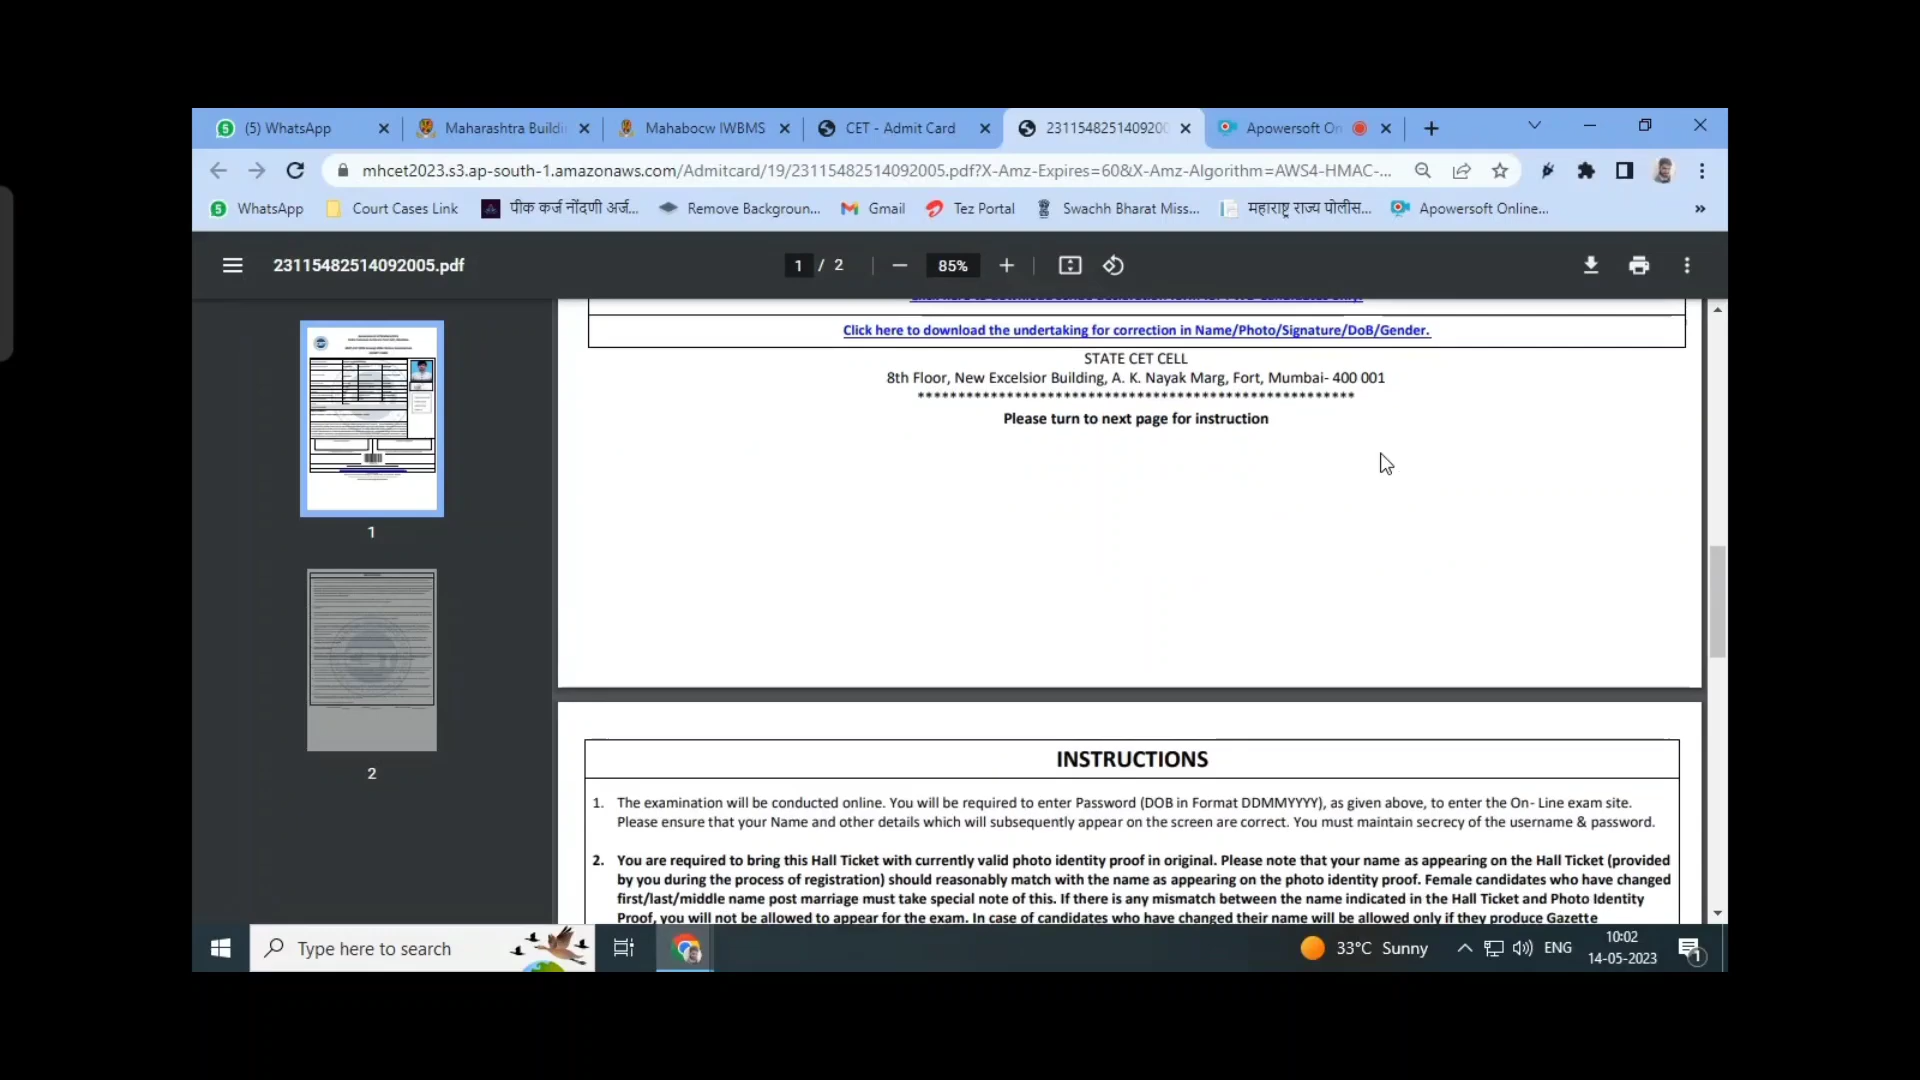 (5) WhatsApp
Maharashtra Buildi
Mahabocw IWBMS
CET - Admit Card
2311548251409200
Apowersoft On
mhcet2023.s3.ap-south-1.amazonaws.com/Admitcard/19/23115482514092005.pdf?X-Amz-Expires=60&X-Amz-Algorithm=AWS4-HMAC-...
WhatsApp
Court Cases Link
पीक कर्ज नोंदणी अर्ज...
Remove Backgroun...
Gmail
Tez Portal
Swachh Bharat Miss...
महाराष्ट्र राज्य पोलीस...
Apowersoft Online...
»
23115482514092005.pdf
1 / 2
85%
Click here to download the undertaking for correction in Name/Photo/Signature/DoB/Gender.
STATE CET CELL
8th Floor, New Excelsior Building, A. K. Nayak Marg, Fort, Mumbai- 400 001
******************************************************
Please turn to next page for instruction
1
2
INSTRUCTIONS
1. The examination will be conducted online. You will be required to enter Password (DOB in Format DDMMYYYY), as given above, to enter the On- Line exam site.
Please ensure that your Name and other details which will subsequently appear on the screen are correct. You must maintain secrecy of the username & password.
2. You are required to bring this Hall Ticket with currently valid photo identity proof in original. Please note that your name as appearing on the Hall Ticket (provided
by you during the process of registration) should reasonably match with the name as appearing on the photo identity proof. Female candidates who have changed
first/last/middle name post marriage must take special note of this. If there is any mismatch between the name indicated in the Hall Ticket and Photo Identity
Proof, you will not be allowed to appear for the exam. In case of candidates who have changed their name will be allowed only if they produce Gazette
Type here to search
33°C Sunny
ENG
10:02
14-05-2023
1